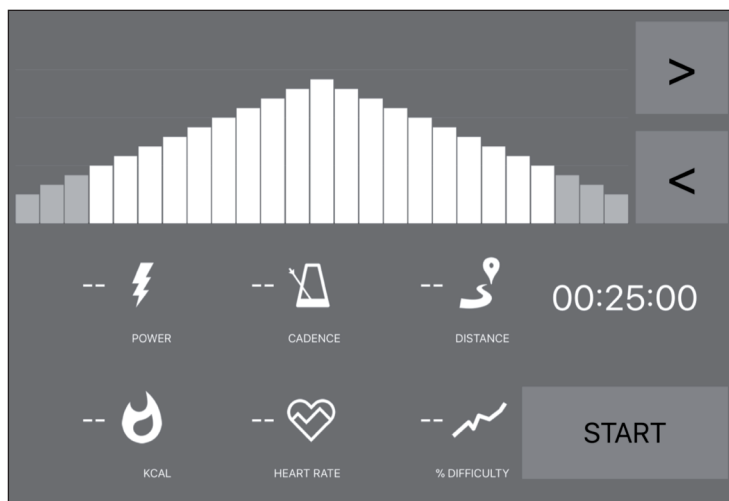 >
<
-- -- -- 00:25:00
POWER CADENCE DISTANCE
-- -- -- START
KCAL HEART RATE % DIFFICULTY